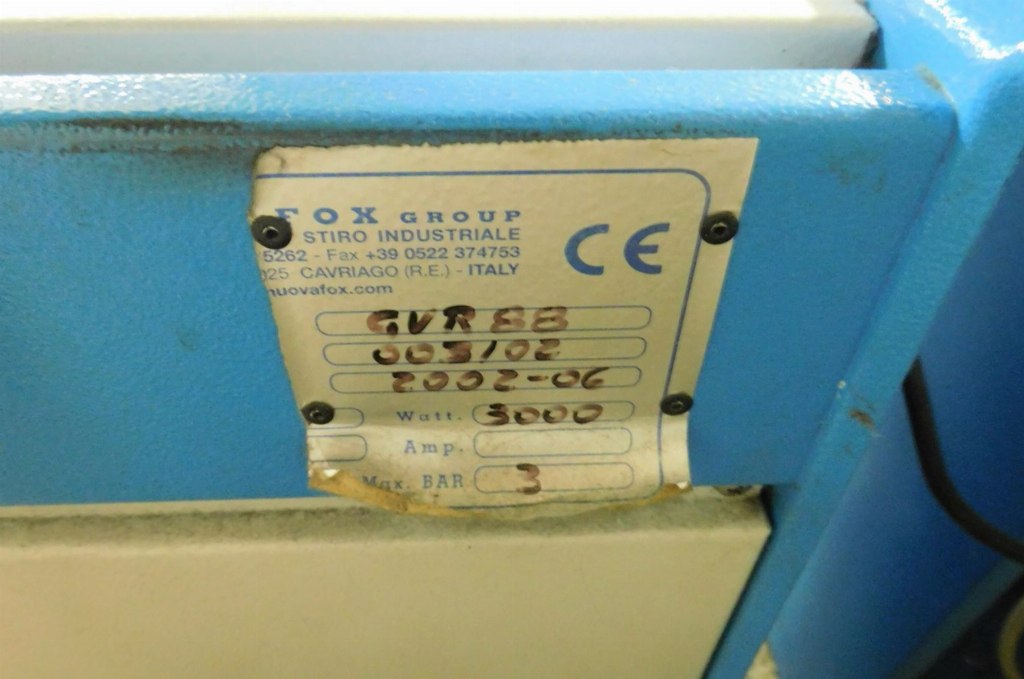 FOX GROUP
STIRO INDUSTRIALE
5262 - Fax +39 0522 374753
025 CAVRIAGO (R.E.) - ITALY
nuovafox.com
CE
GVR 88
003/02
2002-06
Watt. 3000
Amp.
Max. BAR 3